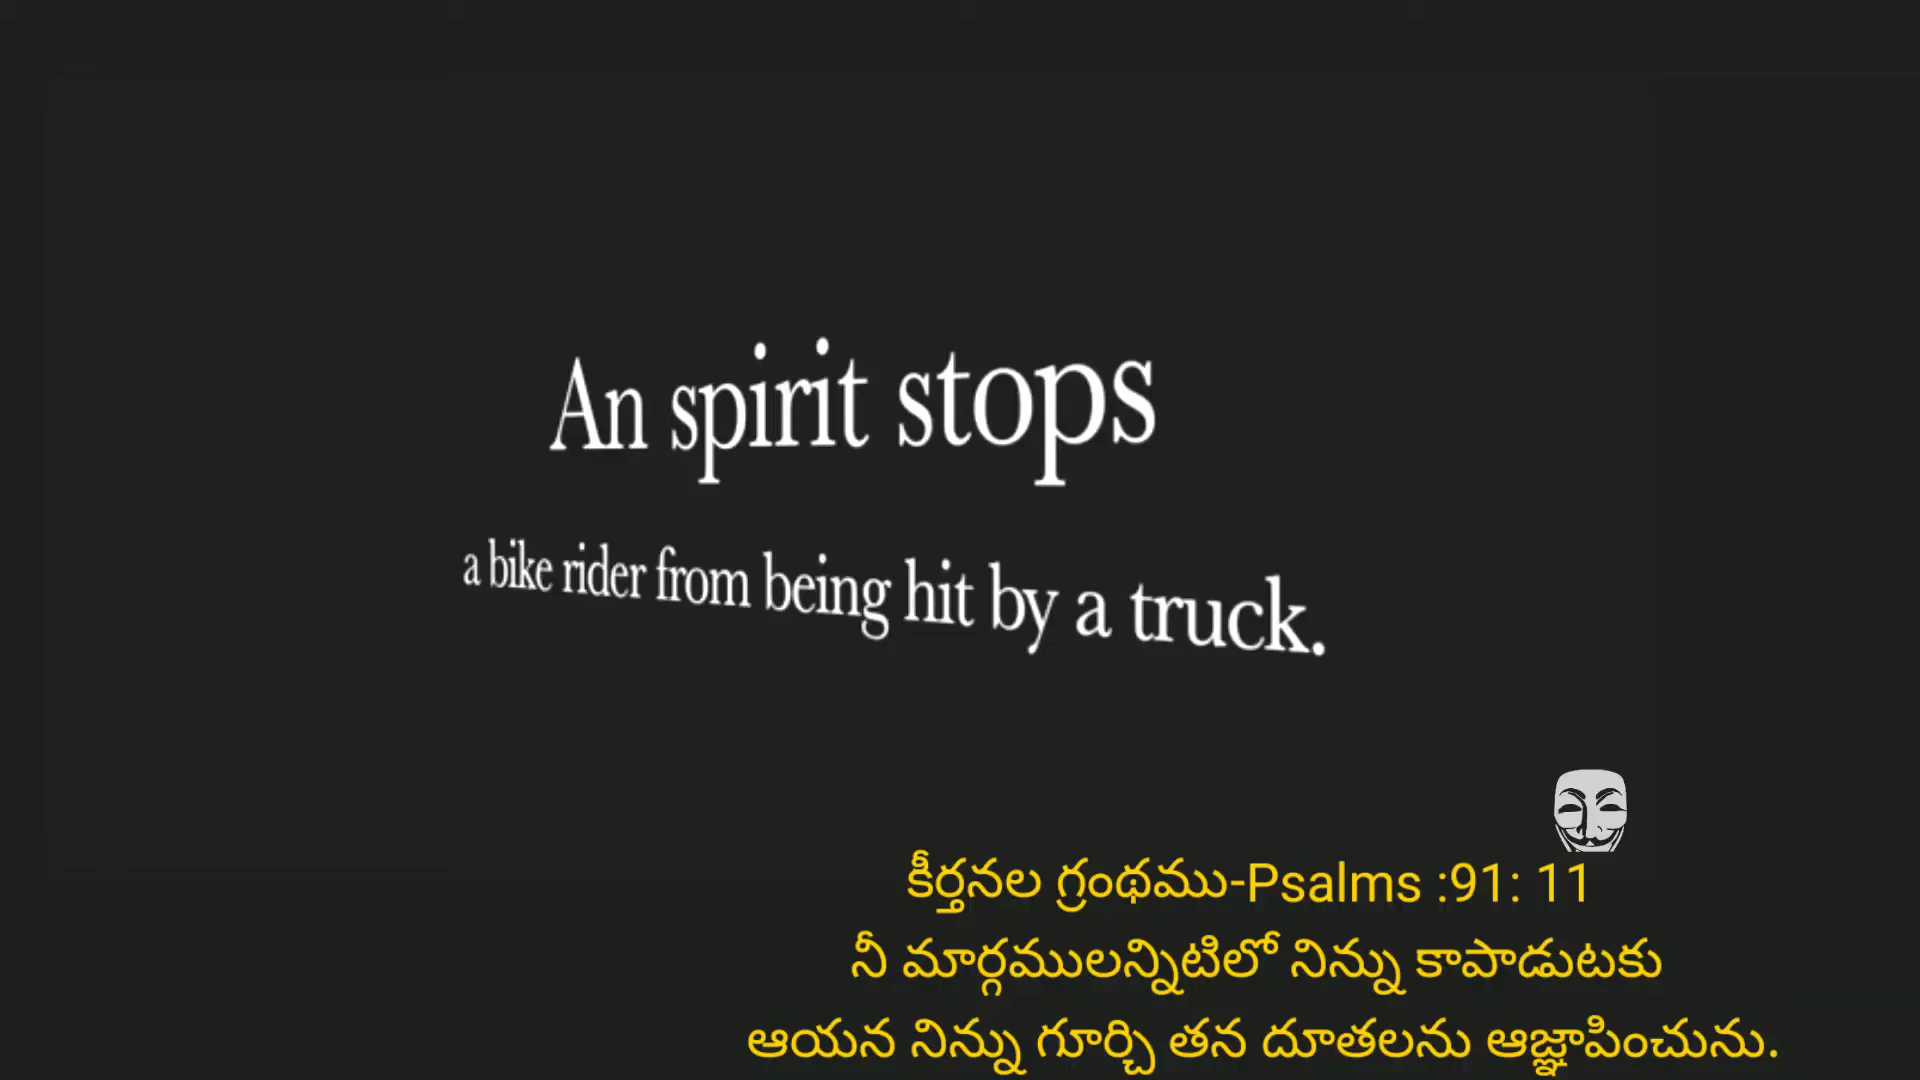 An spirit stops
a bike rider from being hit by a truck.
కీర్తనల గ్రంథము-Psalms :91: 11
నీ మార్గములన్నిటిలో నిన్ను కాపాడుటకు
ఆయన నిన్ను గూర్చి తన దూతలను ఆజ్ఞాపించును.